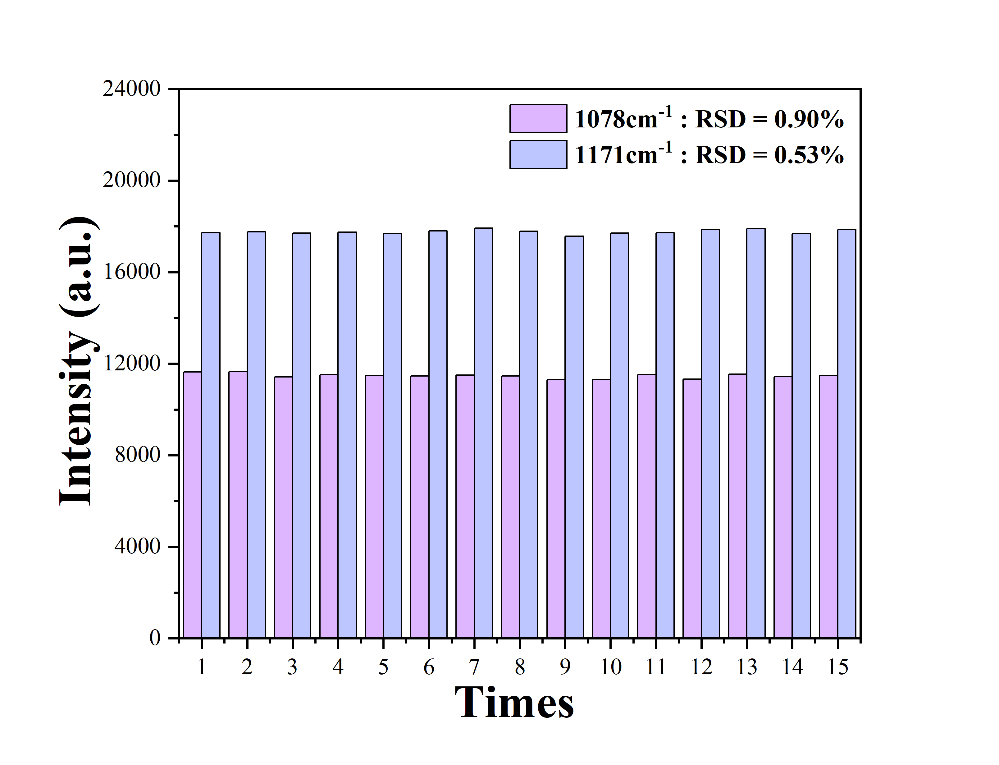 24000
20000
16000
12000
8000
4000
0
Intensity (a.u.)
1078cm⁻¹ : RSD = 0.90%
1171cm⁻¹ : RSD = 0.53%
1 2 3 4 5 6 7 8 9 10 11 12 13 14 15
Times